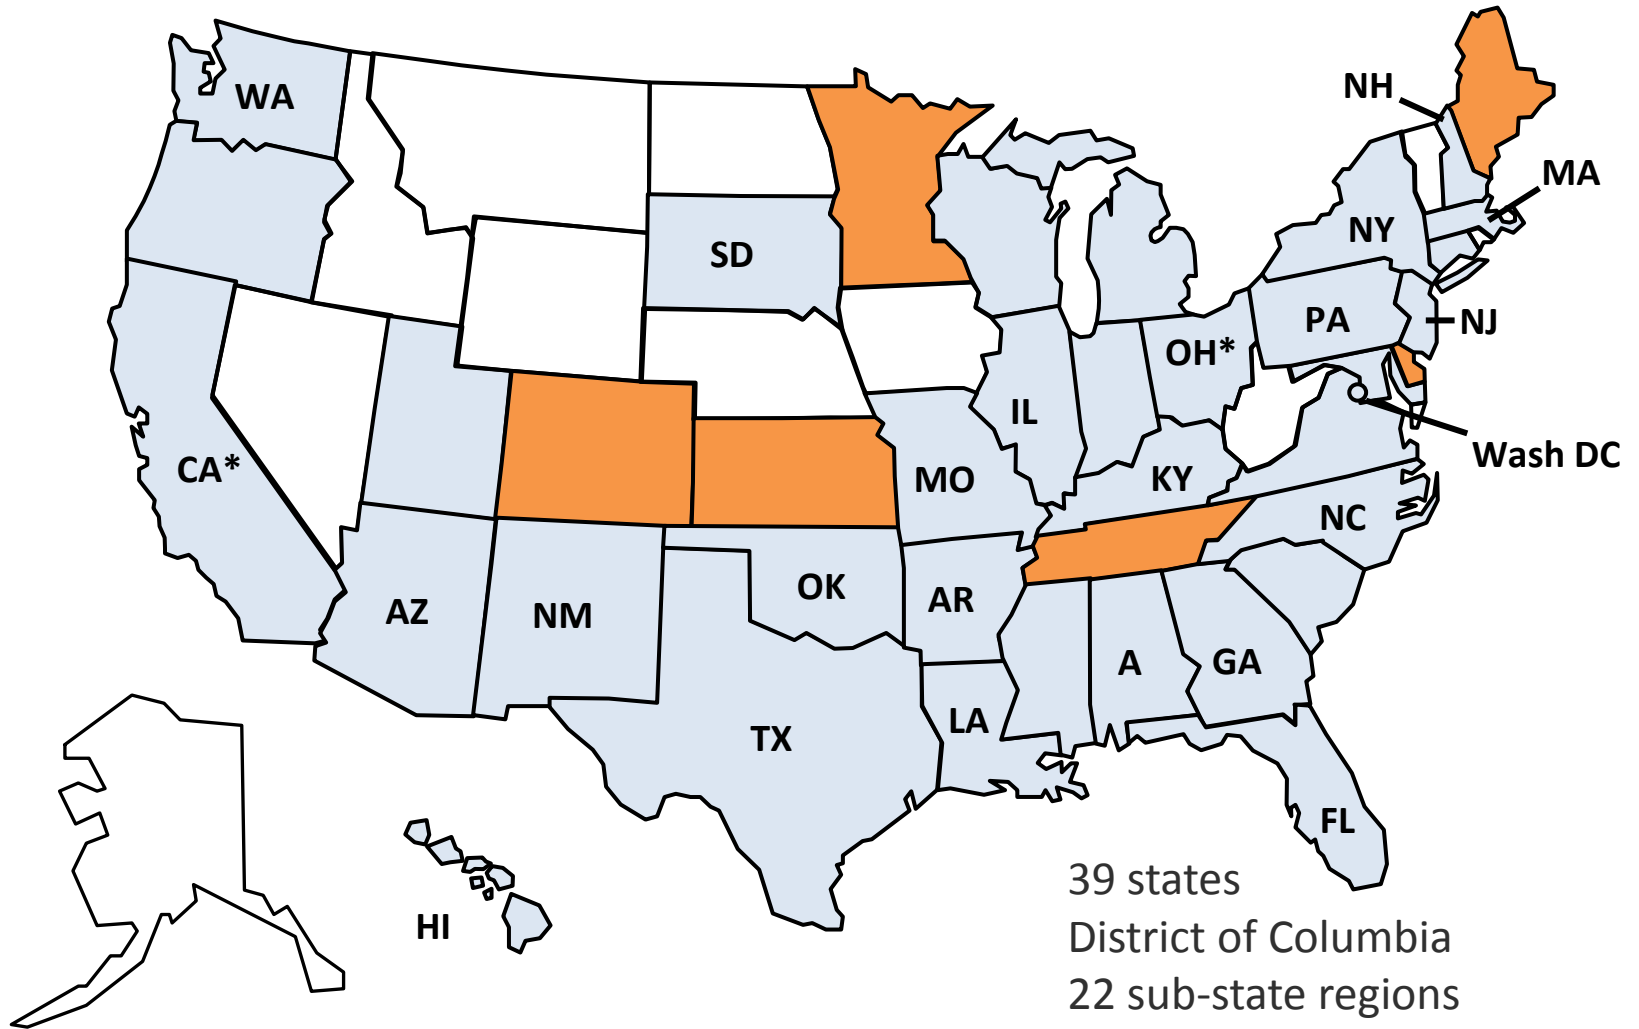 WA
NH
MA
NY
SD
PA
NJ
OH*
IL
Wash DC
CA*
MO
KY
NC
OK
AR
AZ
NM
A
GA
LA
TX
FL
HI
39 states
District of Columbia
22 sub-state regions